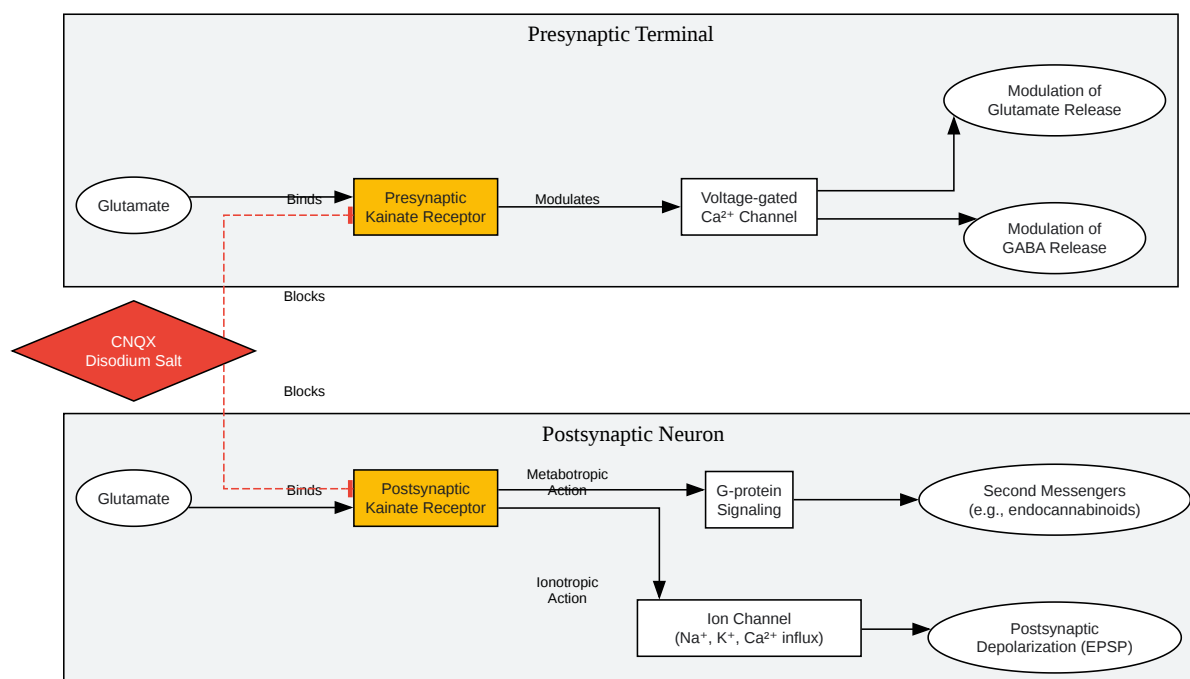 Presynaptic Terminal
Modulation of
Glutamate Release
Glutamate
Binds
Presynaptic
Kainate Receptor
Modulates
Voltage-gated
Ca²⁺ Channel
Modulation of
GABA Release
Blocks
CNQX
Disodium Salt
Blocks
Postsynaptic Neuron
Glutamate
Binds
Postsynaptic
Kainate Receptor
Metabotropic
Action
G-protein
Signaling
Second Messengers
(e.g., endocannabinoids)
Ionotropic
Action
Ion Channel
(Na⁺, K⁺, Ca²⁺ influx)
Postsynaptic
Depolarization (EPSP)